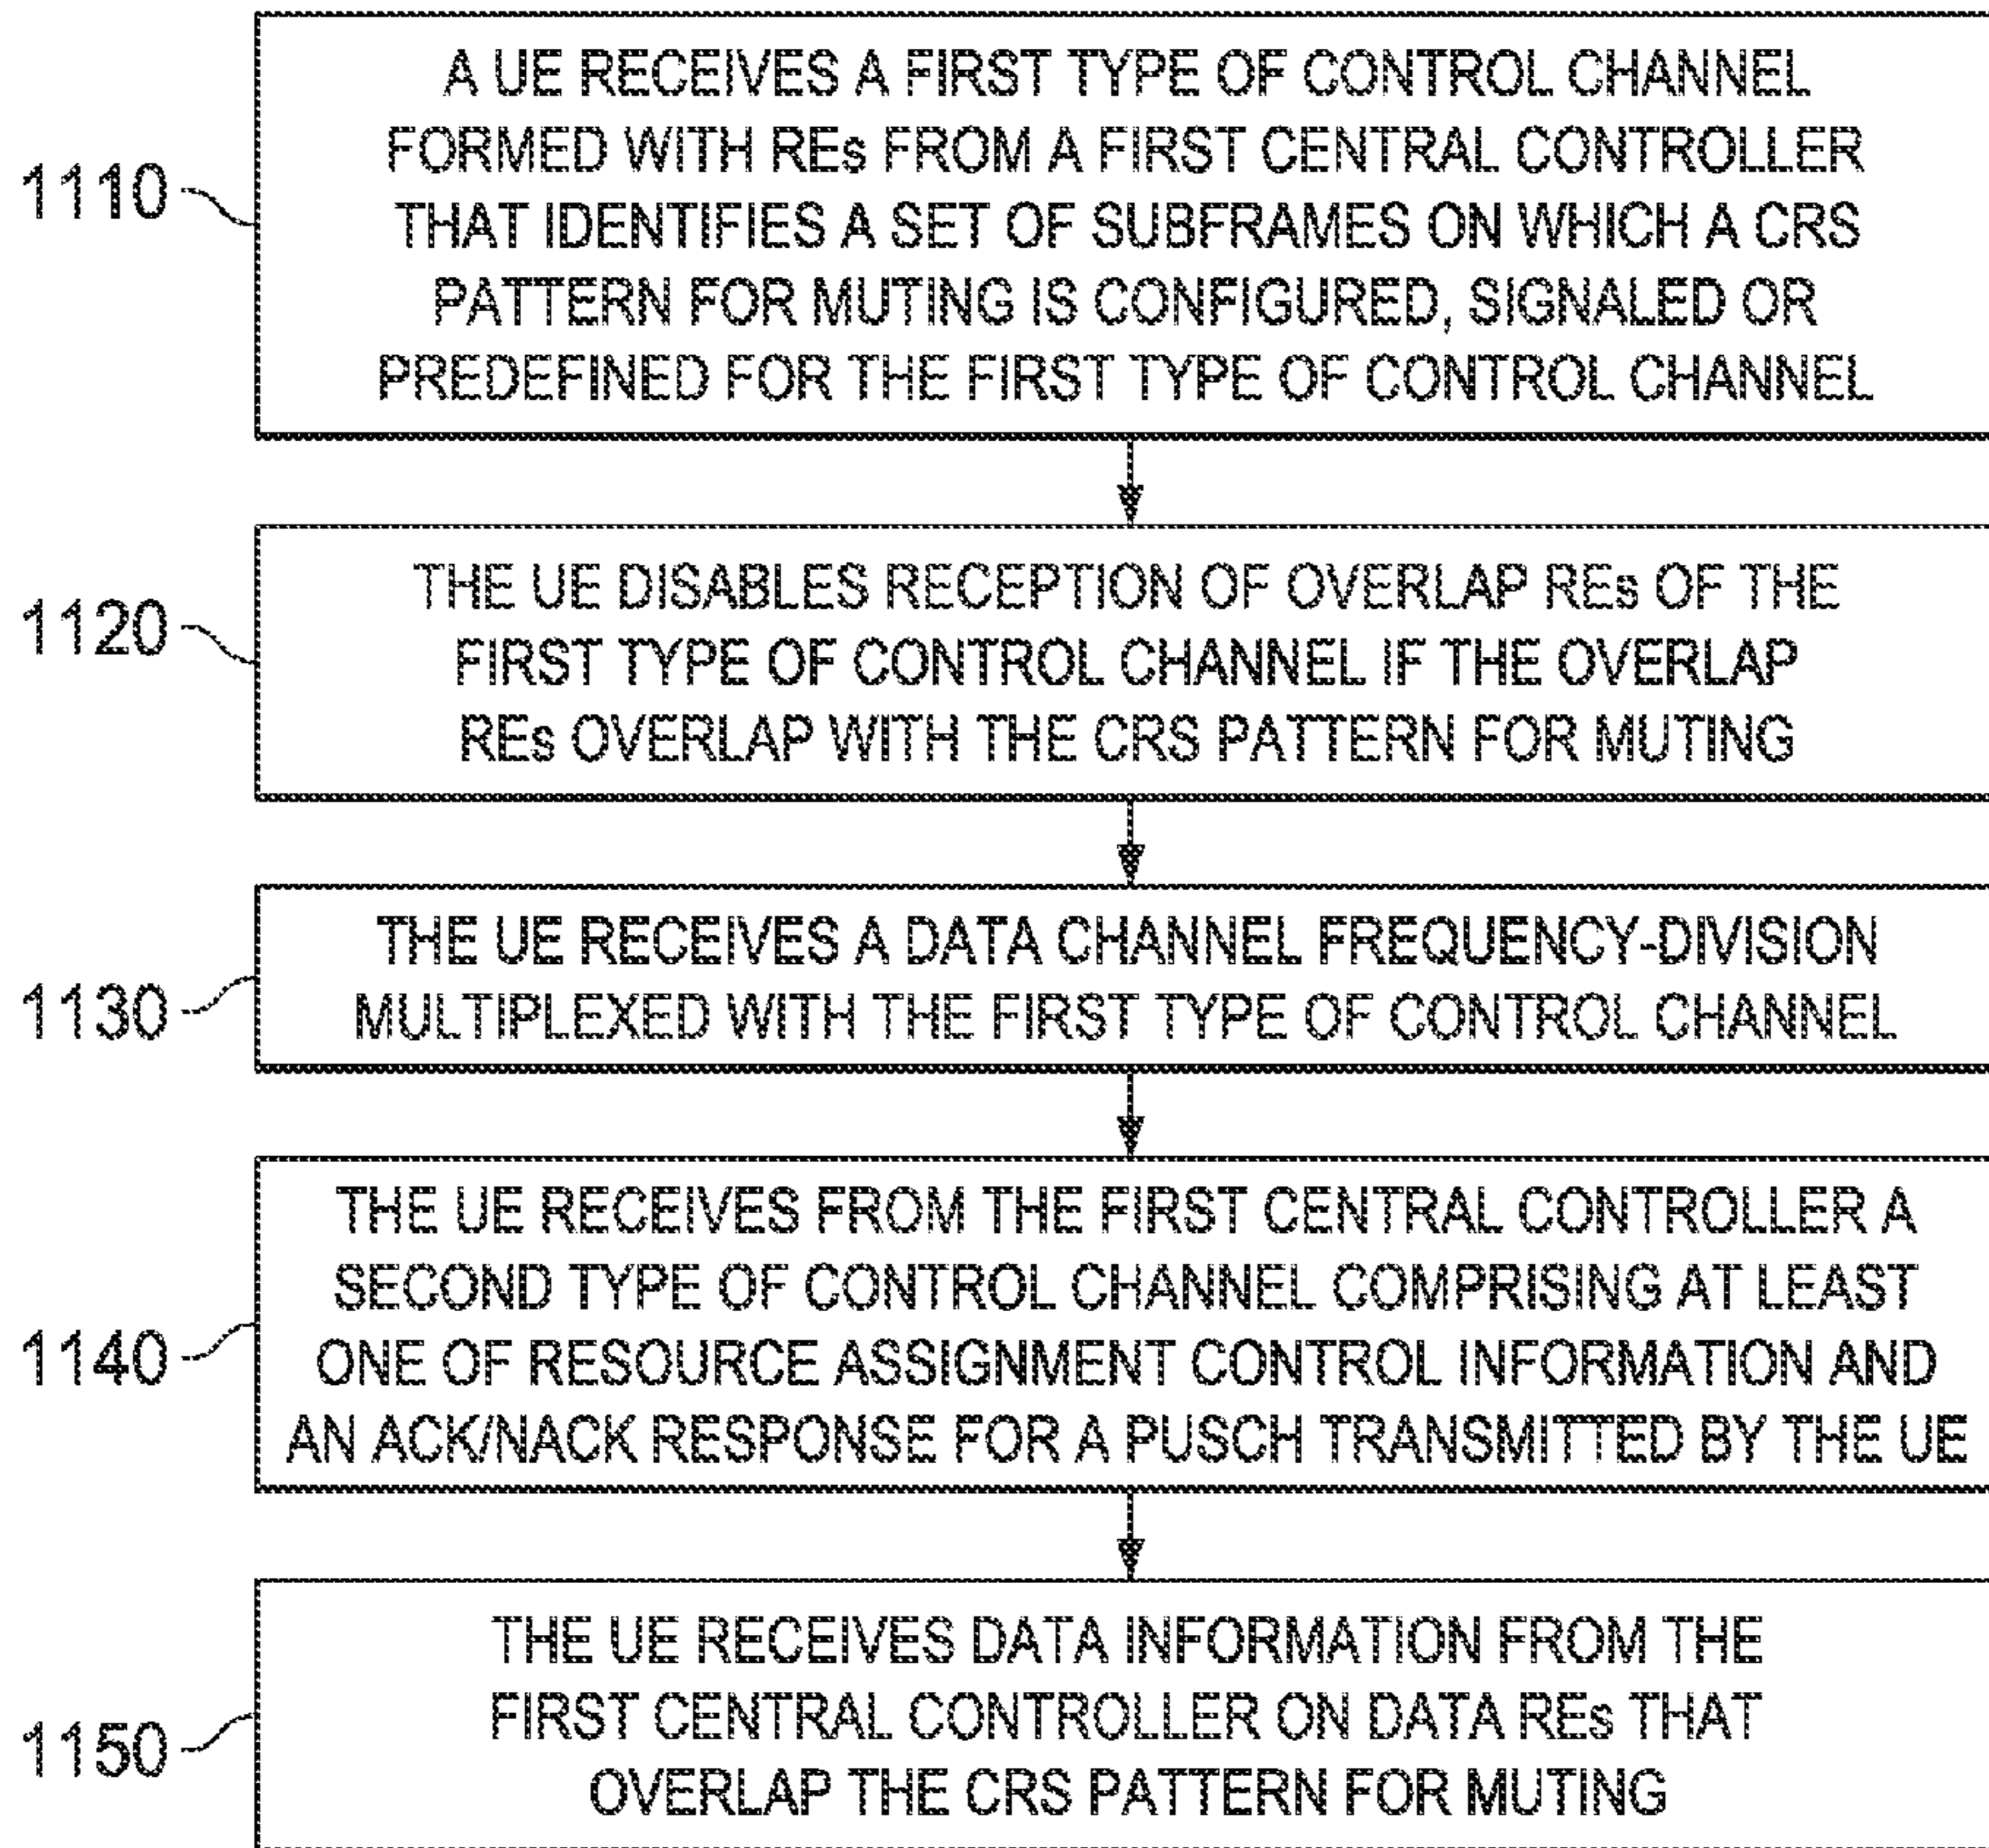 1110
A UE RECEIVES A FIRST TYPE OF CONTROL CHANNEL
FORMED WITH REs FROM A FIRST CENTRAL CONTROLLER
THAT IDENTIFIES A SET OF SUBFRAMES ON WHICH A CRS
PATTERN FOR MUTING IS CONFIGURED, SIGNALED OR
PREDEFINED FOR THE FIRST TYPE OF CONTROL CHANNEL
1120
THE UE DISABLES RECEPTION OF OVERLAP REs OF THE
FIRST TYPE OF CONTROL CHANNEL IF THE OVERLAP
REs OVERLAP WITH THE CRS PATTERN FOR MUTING
1130
THE UE RECEIVES A DATA CHANNEL FREQUENCY-DIVISION
MULTIPLEXED WITH THE FIRST TYPE OF CONTROL CHANNEL
1140
THE UE RECEIVES FROM THE FIRST CENTRAL CONTROLLER A
SECOND TYPE OF CONTROL CHANNEL COMPRISING AT LEAST
ONE OF RESOURCE ASSIGNMENT CONTROL INFORMATION AND
AN ACK/NACK RESPONSE FOR A PUSCH TRANSMITTED BY THE UE
1150
THE UE RECEIVES DATA INFORMATION FROM THE
FIRST CENTRAL CONTROLLER ON DATA REs THAT
OVERLAP THE CRS PATTERN FOR MUTING